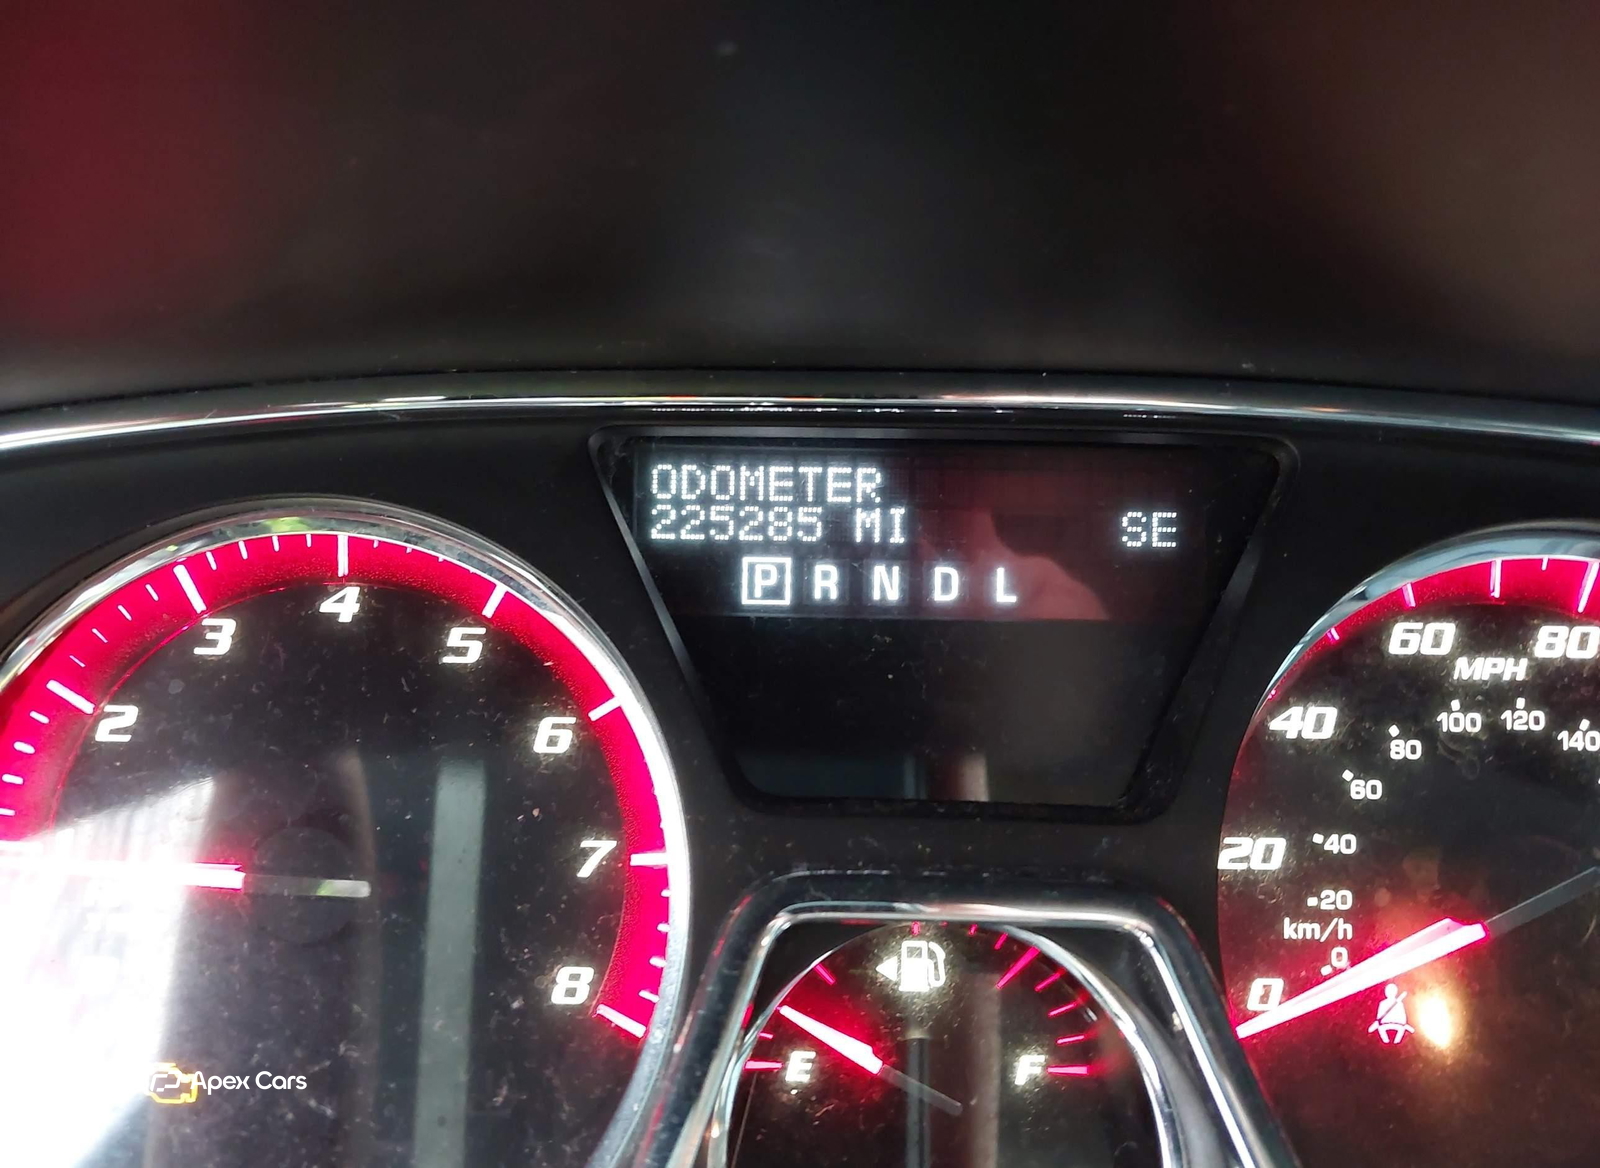 ODOMETER
225285 MI SE
P R N D L
2 3 4 5 6 7 8
0 20 40 60 80
MPH
0 20 40 60 80 100 120 140
km/h
E F
Apex Cars